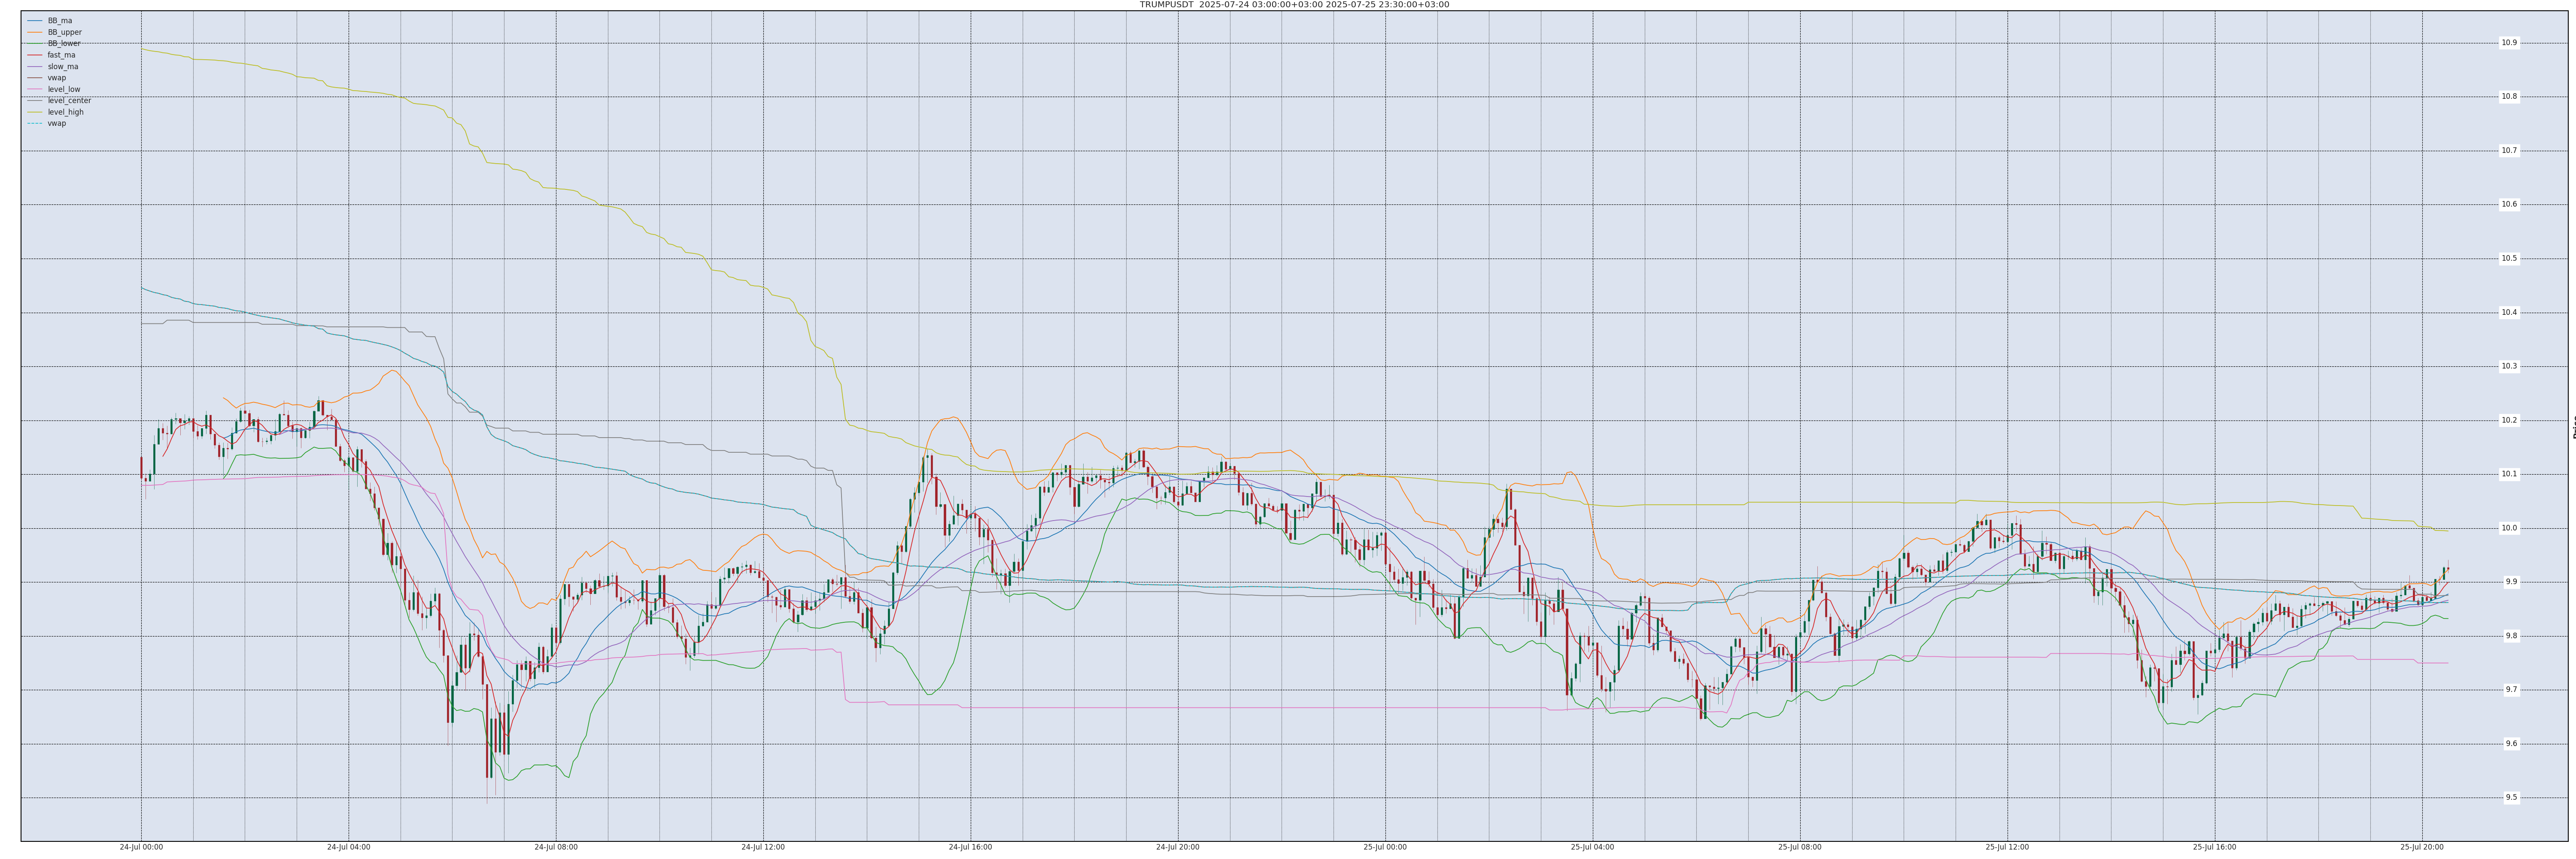 TRUMPUSDT  2025-07-24 03:00:00+03:00 2025-07-25 23:30:00+03:00
BB_ma
BB_upper
BB_lower
fast_ma
slow_ma
vwap
level_low
level_center
level_high
vwap
10.9
10.8
10.7
10.6
10.5
10.4
10.3
10.2
10.1
10.0
9.9
9.8
9.7
9.6
9.5
24-Jul 00:00
24-Jul 04:00
24-Jul 08:00
24-Jul 12:00
24-Jul 16:00
24-Jul 20:00
25-Jul 00:00
25-Jul 04:00
25-Jul 08:00
25-Jul 12:00
25-Jul 16:00
25-Jul 20:00